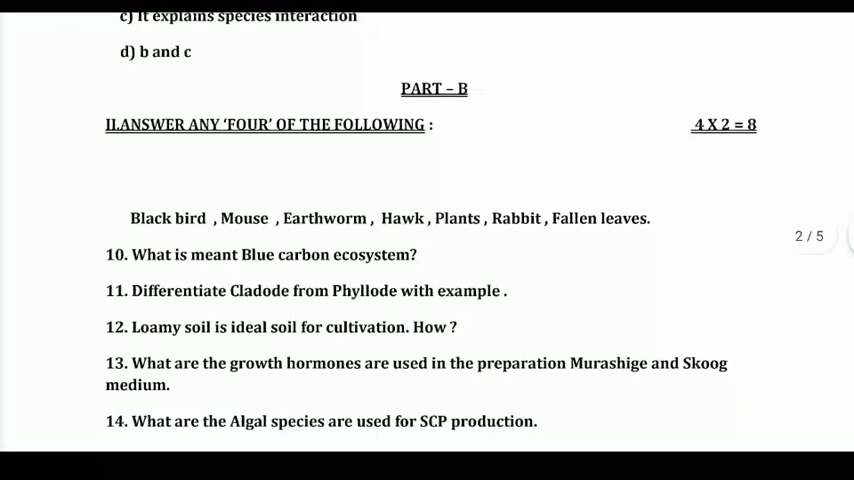 c) It explains species interaction
d) b and c
PART – B
II.ANSWER ANY ‘FOUR’ OF THE FOLLOWING : 4 X 2 = 8
Black bird , Mouse , Earthworm , Hawk , Plants , Rabbit , Fallen leaves.
2 / 5
10. What is meant Blue carbon ecosystem?
11. Differentiate Cladode from Phyllode with example .
12. Loamy soil is ideal soil for cultivation. How ?
13. What are the growth hormones are used in the preparation Murashige and Skoog
medium.
14. What are the Algal species are used for SCP production.